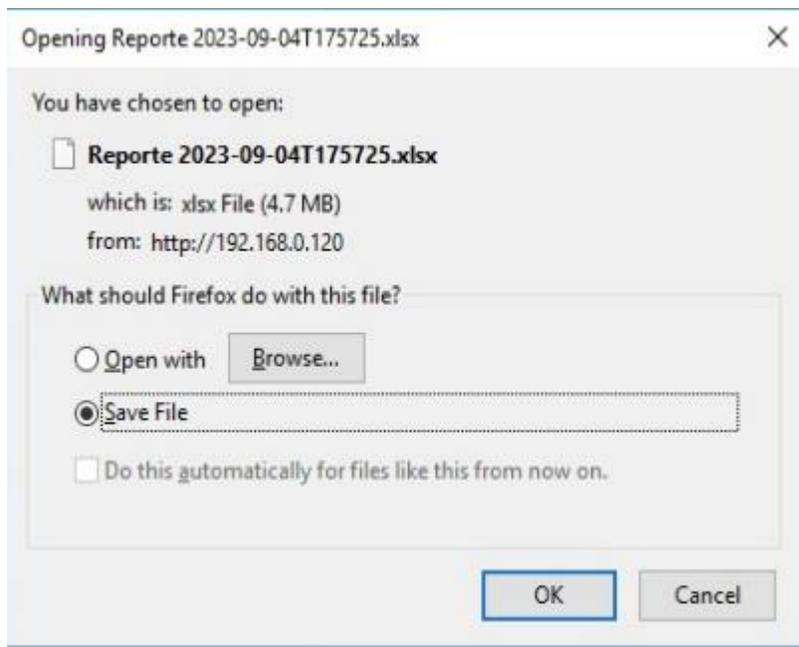 Opening Reporte 2023-09-04T175725.xlsx
You have chosen to open:
Reporte 2023-09-04T175725.xlsx
which is: xlsx File (4.7 MB)
from: http://192.168.0.120
What should Firefox do with this file?
Open with Browse...
Save File
Do this automatically for files like this from now on.
OK Cancel